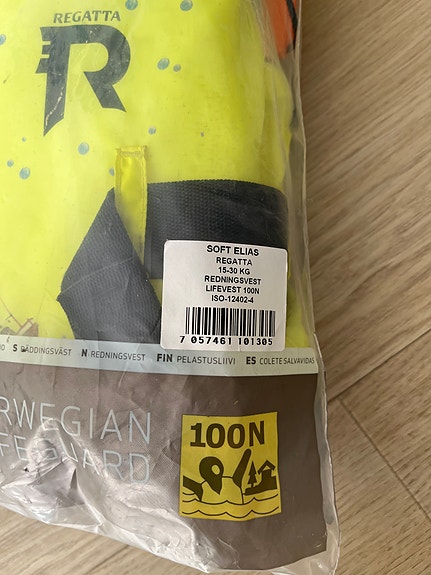 REGATTA
R
SOFT ELIAS
REGATTA
15-30 KG
REDNINGSVEST
LIFEVEST 100N
ISO-12402-4
7 057461 101305
S RÄDDINGSVÄST N REDNINGSVEST FIN PELASTUSLIIVI ES COLETE SALVAVIDAS
RWEGIAN
FEGUARD
100N